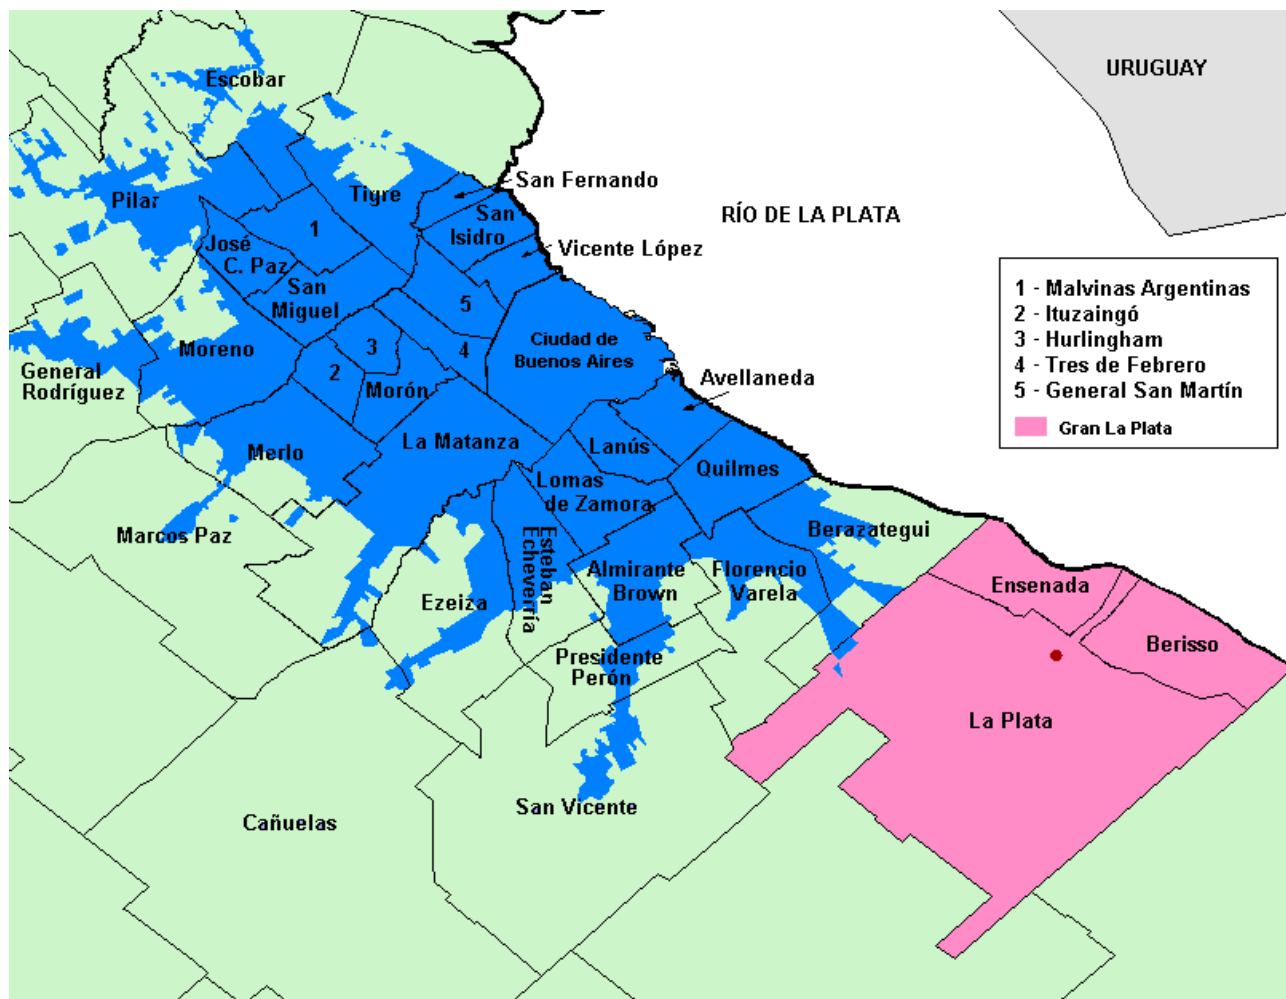 Escobar
URUGUAY
Pilar
Tigre
San Fernando
San
Isidro
RÍO DE LA PLATA
1
José
C. Paz
Vicente López
San
Miguel
5
1 - Malvinas Argentinas
2 - Ituzaingó
3 - Hurlingham
4 - Tres de Febrero
5 - General San Martín
Gran La Plata
Moreno
3
4
Ciudad de
Buenos Aires
General
Rodríguez
2
Morón
Avellaneda
Merlo
La Matanza
Lanús
Quilmes
Lomas
de Zamora
Marcos Paz
Berazategui
Esteban
Echeverría
Ezeiza
Almirante
Brown
Florencio
Varela
Ensenada
Berisso
Presidente
Perón
La Plata
San Vicente
Cañuelas